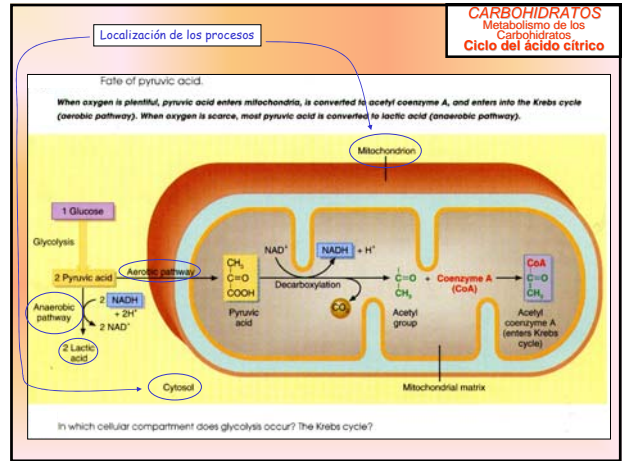 CARBOHIDRATOS
Metabolismo de los
Carbohidratos
Ciclo del ácido cítrico
Localización de los procesos
Fate of pyruvic acid.
When oxygen is plentiful, pyruvic acid enters mitochondria, is converted to acetyl coenzyme A, and enters into the Krebs cycle
(aerobic pathway). When oxygen is scarce, most pyruvic acid is converted to lactic acid (anaerobic pathway).
Mitochondrion
1 Glucose
Glycolysis
2 Pyruvic acid
Aerobic pathway
Anaerobic
pathway
2 NADH
+ 2H⁺
2 NAD⁺
2 Lactic
acid
Cytosol
CH₃
C=O
COOH
Pyruvic
acid
NAD⁺
NADH + H⁺
Decarboxylation
CO₂
C=O
CH₃
Acetyl
group
+ Coenzyme A
(CoA)
CoA
C=O
CH₃
Acetyl
coenzyme A
(enters Krebs
cycle)
Mitochondrial matrix
In which cellular compartment does glycolysis occur? The Krebs cycle?